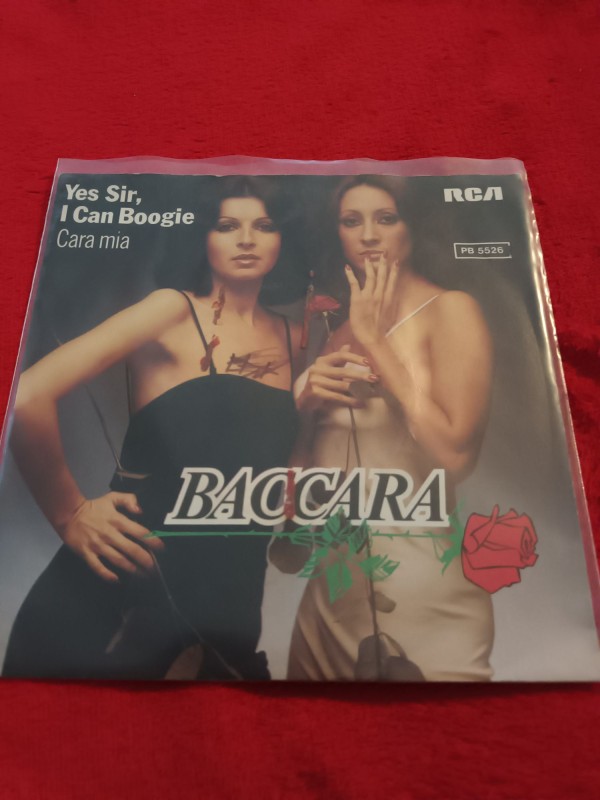 Yes Sir,
I Can Boogie
Cara mia
RCA
PB 5526
BACCARA